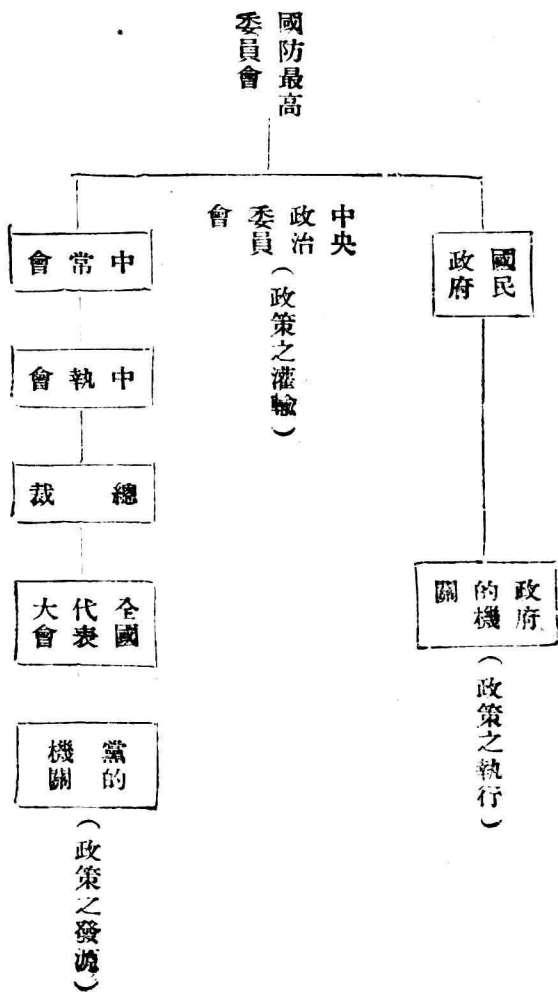 國防最高
委員會
國民
政府
政府
的機
關
(政策之執行)
中央
政治
委員
會
(政策之灌輸)
中常會
中執會
總裁
全國
代表
大會
黨的
機關
(政策之發源)